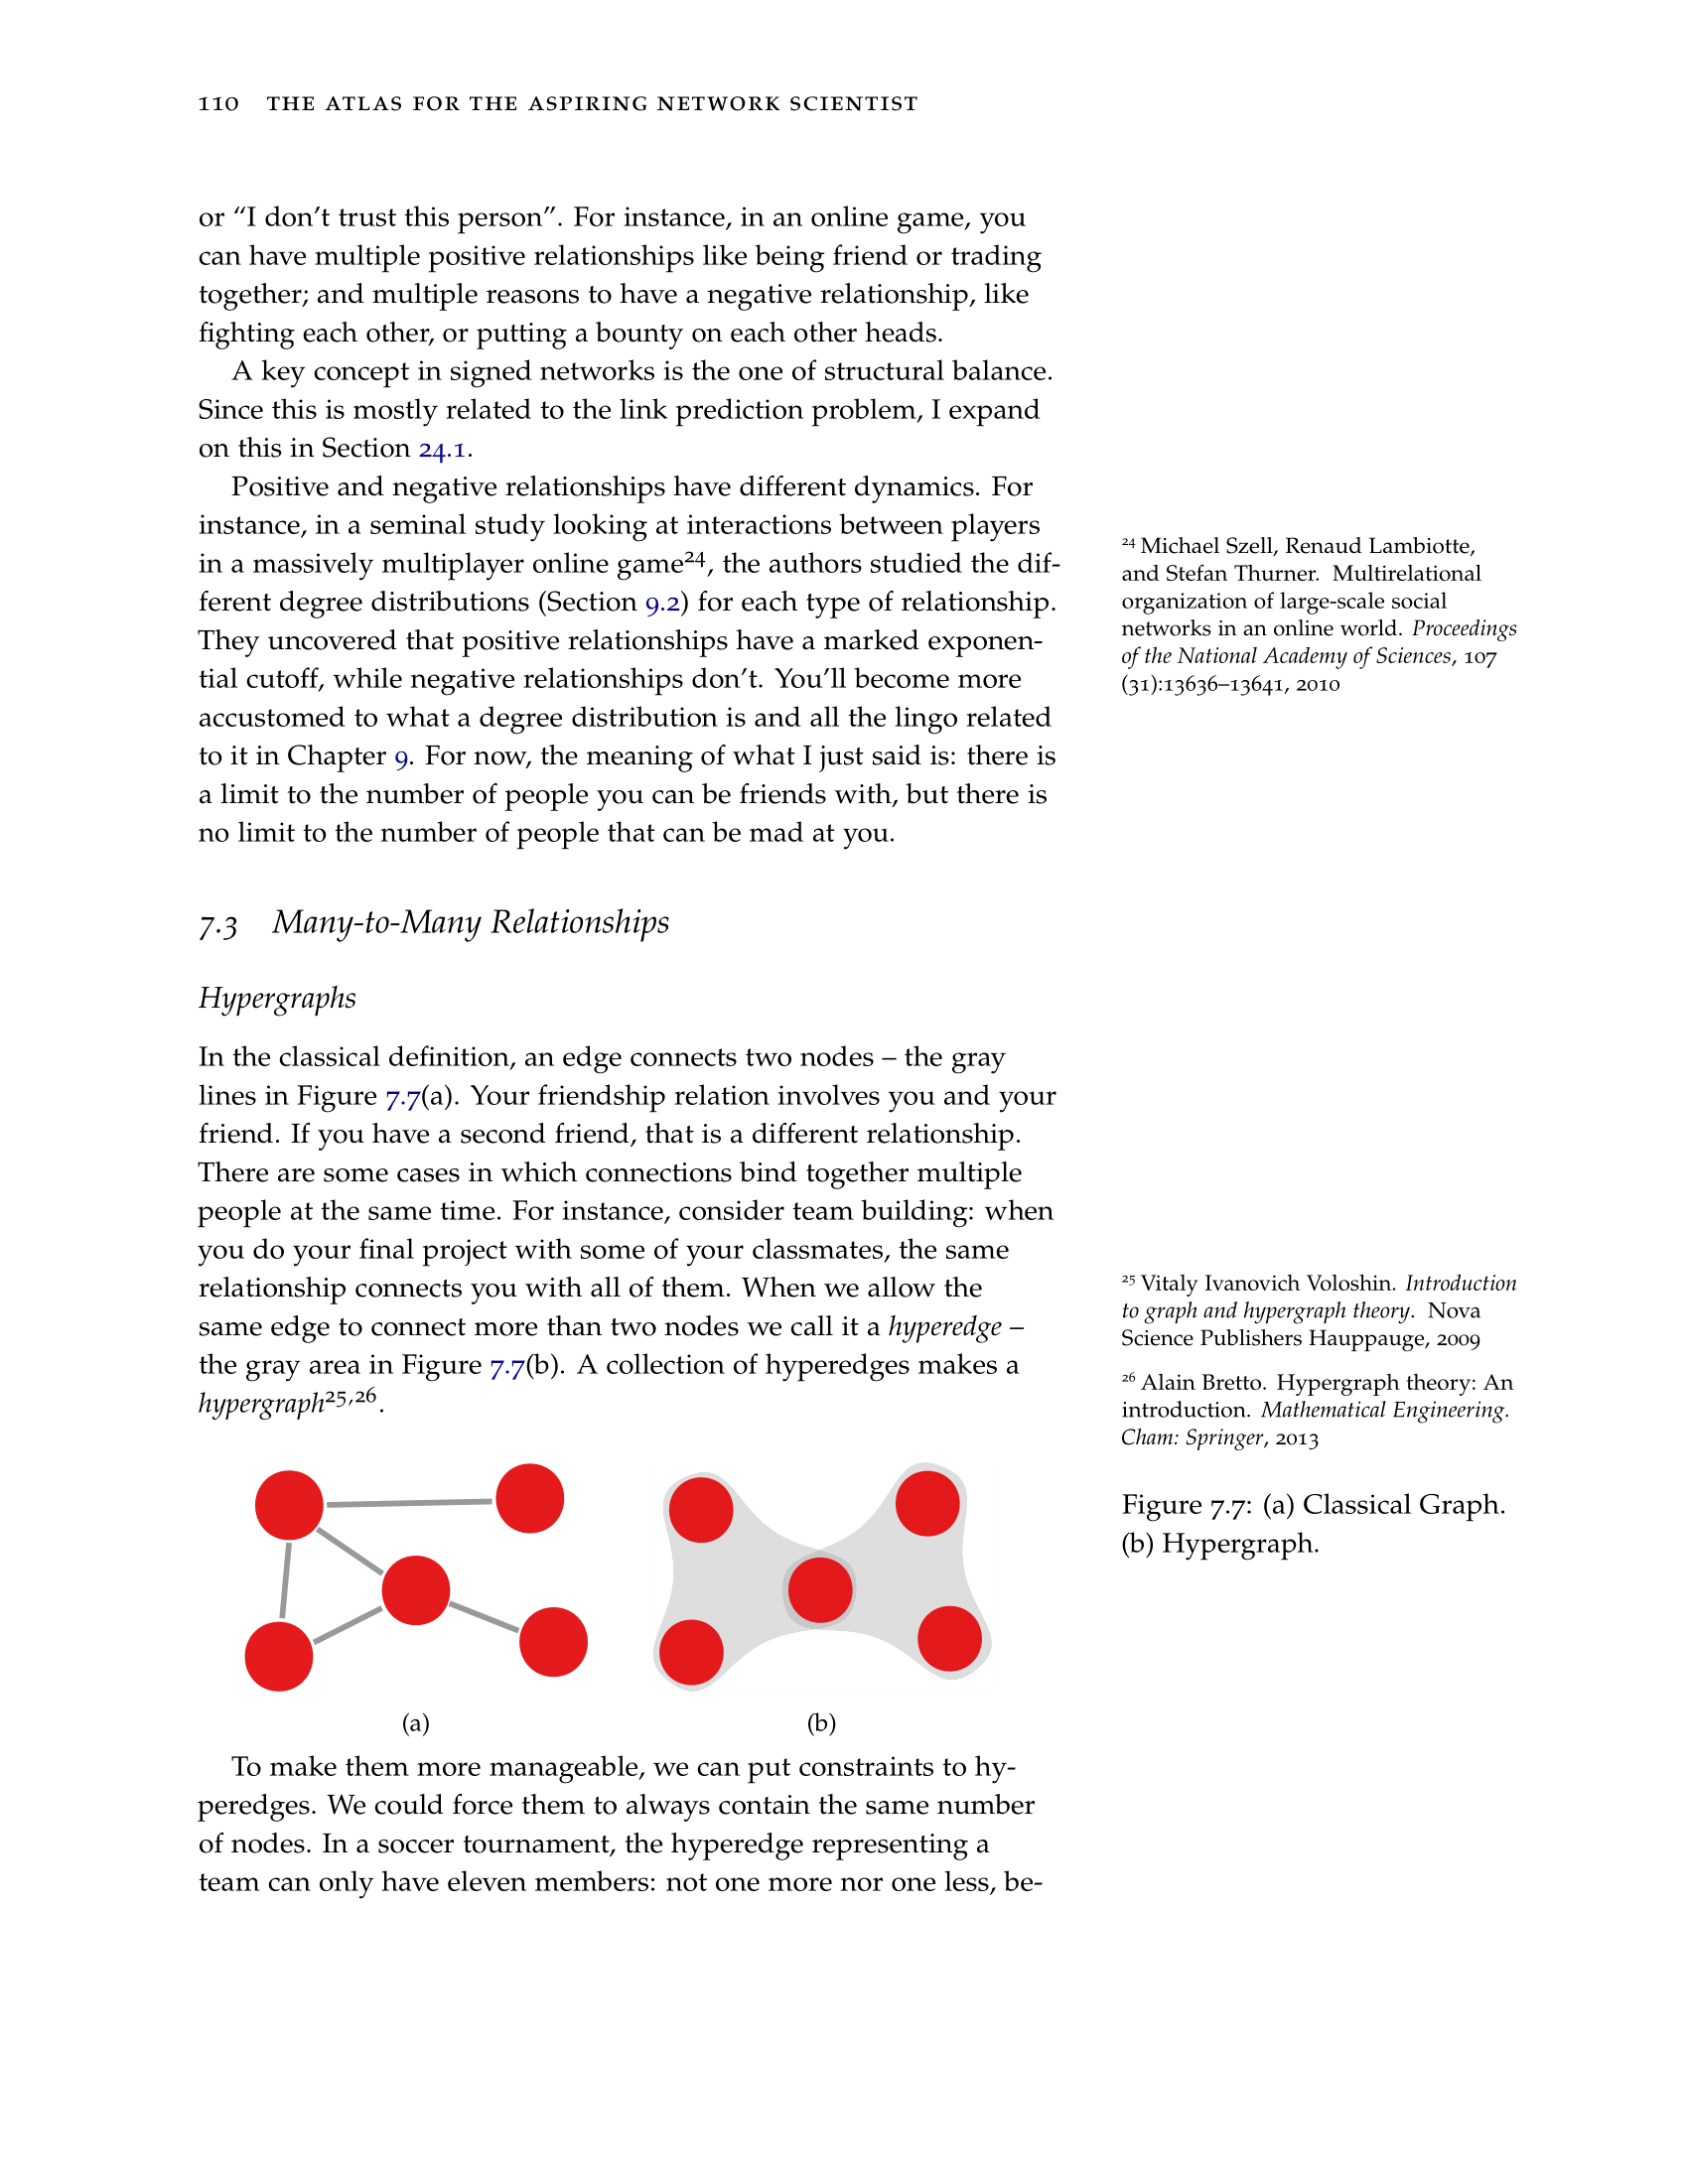 110 THE ATLAS FOR THE ASPIRING NETWORK SCIENTIST
or “I don’t trust this person”. For instance, in an online game, you
can have multiple positive relationships like being friend or trading
together; and multiple reasons to have a negative relationship, like
fighting each other, or putting a bounty on each other heads.
A key concept in signed networks is the one of structural balance.
Since this is mostly related to the link prediction problem, I expand
on this in Section 24.1.
Positive and negative relationships have different dynamics. For
instance, in a seminal study looking at interactions between players
in a massively multiplayer online game24, the authors studied the dif-
ferent degree distributions (Section 9.2) for each type of relationship.
They uncovered that positive relationships have a marked exponen-
tial cutoff, while negative relationships don’t. You’ll become more
accustomed to what a degree distribution is and all the lingo related
to it in Chapter 9. For now, the meaning of what I just said is: there is
a limit to the number of people you can be friends with, but there is
no limit to the number of people that can be mad at you.
24 Michael Szell, Renaud Lambiotte,
and Stefan Thurner. Multirelational
organization of large-scale social
networks in an online world. Proceedings
of the National Academy of Sciences, 107
(31):13636–13641, 2010
7.3 Many-to-Many Relationships
Hypergraphs
In the classical definition, an edge connects two nodes – the gray
lines in Figure 7.7(a). Your friendship relation involves you and your
friend. If you have a second friend, that is a different relationship.
There are some cases in which connections bind together multiple
people at the same time. For instance, consider team building: when
you do your final project with some of your classmates, the same
relationship connects you with all of them. When we allow the
same edge to connect more than two nodes we call it a hyperedge –
the gray area in Figure 7.7(b). A collection of hyperedges makes a
hypergraph25,26.
25 Vitaly Ivanovich Voloshin. Introduction
to graph and hypergraph theory. Nova
Science Publishers Hauppauge, 2009
26 Alain Bretto. Hypergraph theory: An
introduction. Mathematical Engineering.
Cham: Springer, 2013
Figure 7.7: (a) Classical Graph.
(b) Hypergraph.
(a)
(b)
To make them more manageable, we can put constraints to hy-
peredges. We could force them to always contain the same number
of nodes. In a soccer tournament, the hyperedge representing a
team can only have eleven members: not one more nor one less, be-